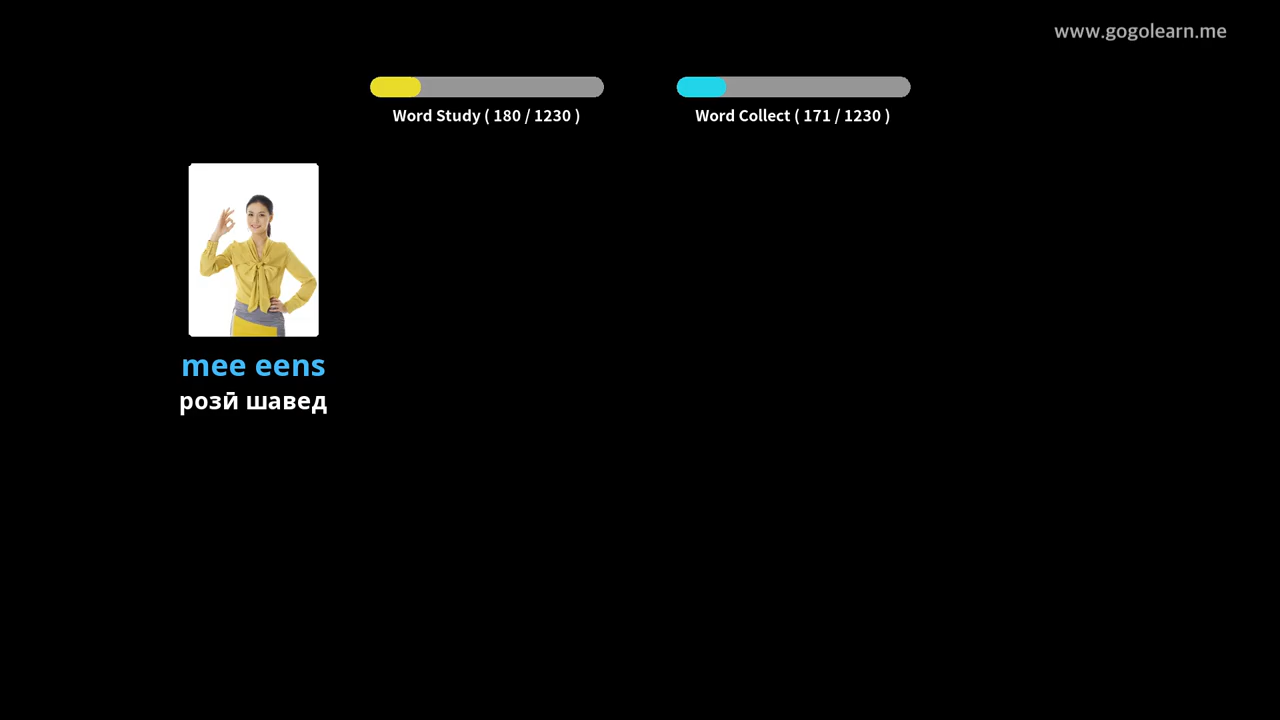 www.gogolearn.me
Word Study ( 180 / 1230 )
Word Collect ( 171 / 1230 )
mee eens
розӣ шавед